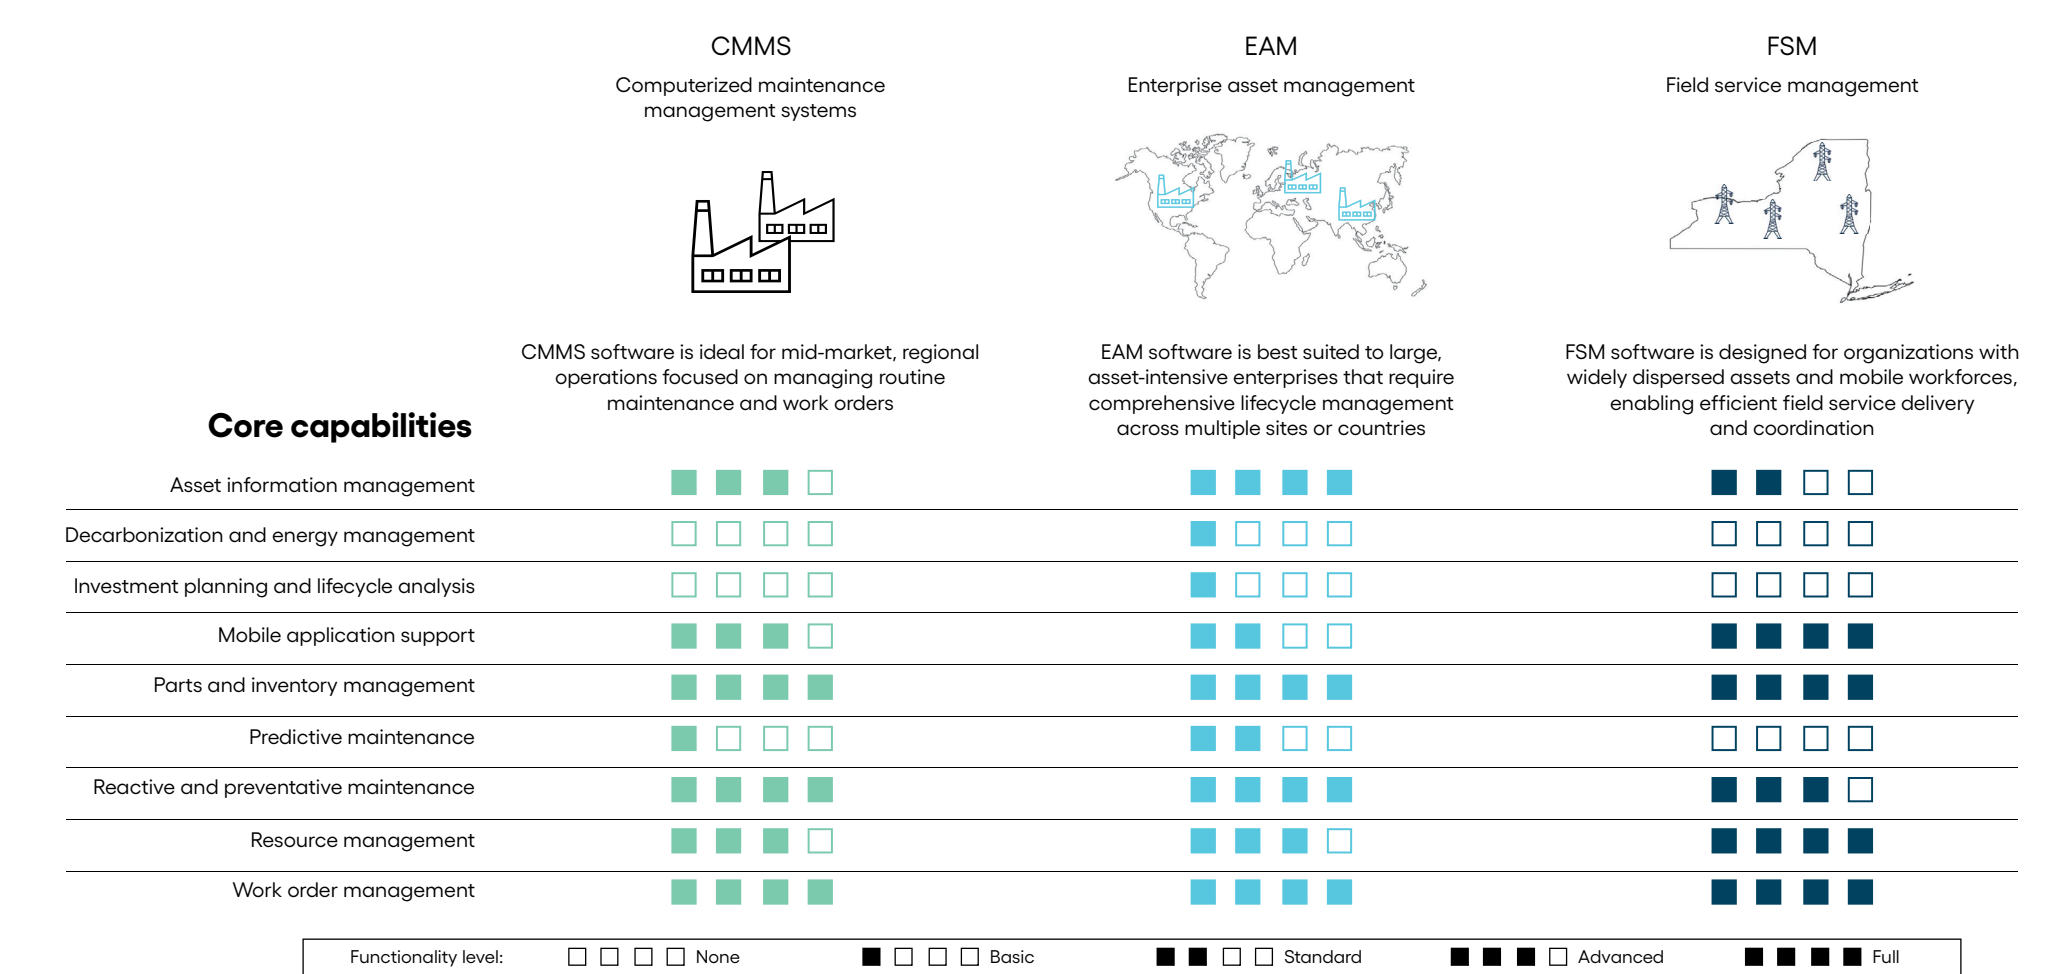 CMMS
Computerized maintenance
management systems
EAM
Enterprise asset management
FSM
Field service management
CMMS software is ideal for mid-market, regional
operations focused on managing routine
maintenance and work orders
EAM software is best suited to large,
asset-intensive enterprises that require
comprehensive lifecycle management
across multiple sites or countries
FSM software is designed for organizations with
widely dispersed assets and mobile workforces,
enabling efficient field service delivery
and coordination
Core capabilities
Asset information management
Decarbonization and energy management
Investment planning and lifecycle analysis
Mobile application support
Parts and inventory management
Predictive maintenance
Reactive and preventative maintenance
Resource management
Work order management
Functionality level: None Basic Standard Advanced Full